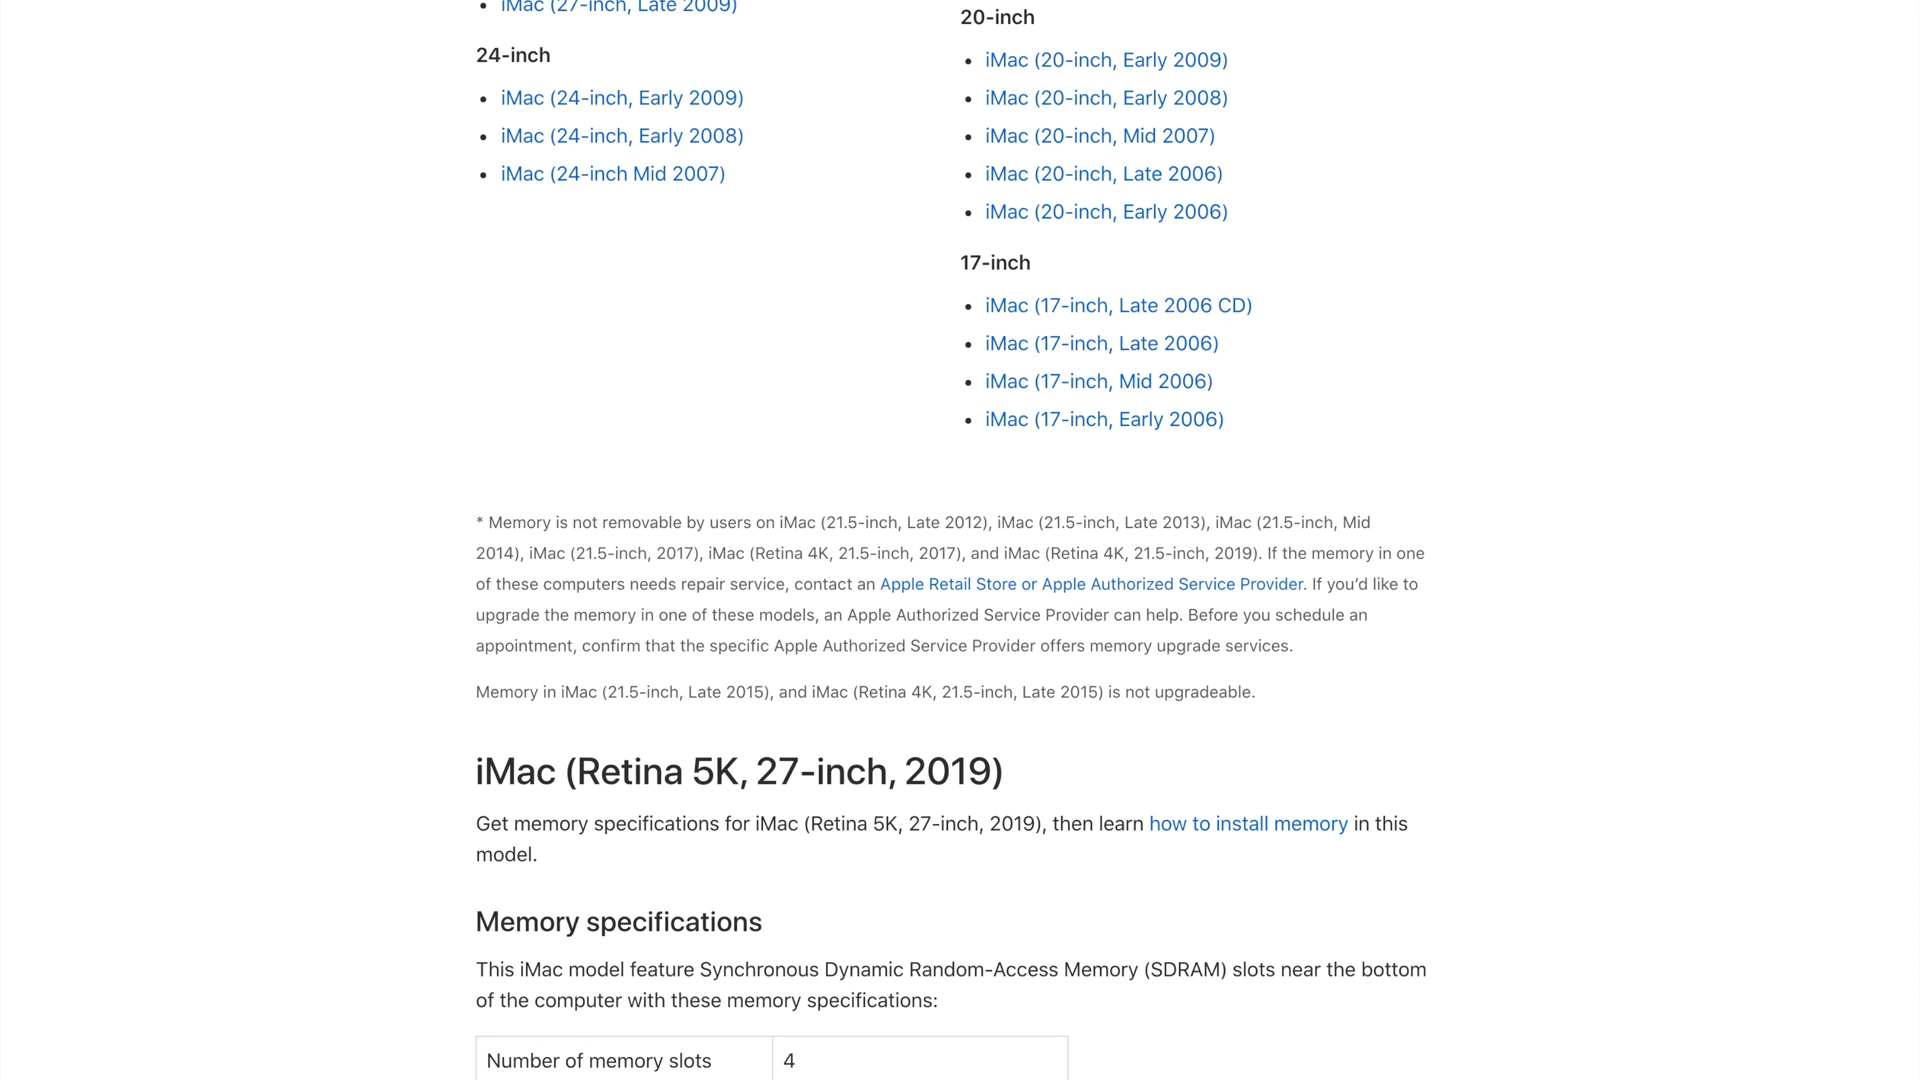 iMac (27-inch, Late 2009)
24-inch
iMac (24-inch, Early 2009)
iMac (24-inch, Early 2008)
iMac (24-inch Mid 2007)
20-inch
iMac (20-inch, Early 2009)
iMac (20-inch, Early 2008)
iMac (20-inch, Mid 2007)
iMac (20-inch, Late 2006)
iMac (20-inch, Early 2006)
17-inch
iMac (17-inch, Late 2006 CD)
iMac (17-inch, Late 2006)
iMac (17-inch, Mid 2006)
iMac (17-inch, Early 2006)
* Memory is not removable by users on iMac (21.5-inch, Late 2012), iMac (21.5-inch, Late 2013), iMac (21.5-inch, Mid
2014), iMac (21.5-inch, 2017), iMac (Retina 4K, 21.5-inch, 2017), and iMac (Retina 4K, 21.5-inch, 2019). If the memory in one
of these computers needs repair service, contact an Apple Retail Store or Apple Authorized Service Provider. If you’d like to
upgrade the memory in one of these models, an Apple Authorized Service Provider can help. Before you schedule an
appointment, confirm that the specific Apple Authorized Service Provider offers memory upgrade services.
Memory in iMac (21.5-inch, Late 2015), and iMac (Retina 4K, 21.5-inch, Late 2015) is not upgradeable.
iMac (Retina 5K, 27-inch, 2019)
Get memory specifications for iMac (Retina 5K, 27-inch, 2019), then learn how to install memory in this
model.
Memory specifications
This iMac model feature Synchronous Dynamic Random-Access Memory (SDRAM) slots near the bottom
of the computer with these memory specifications:
Number of memory slots 4